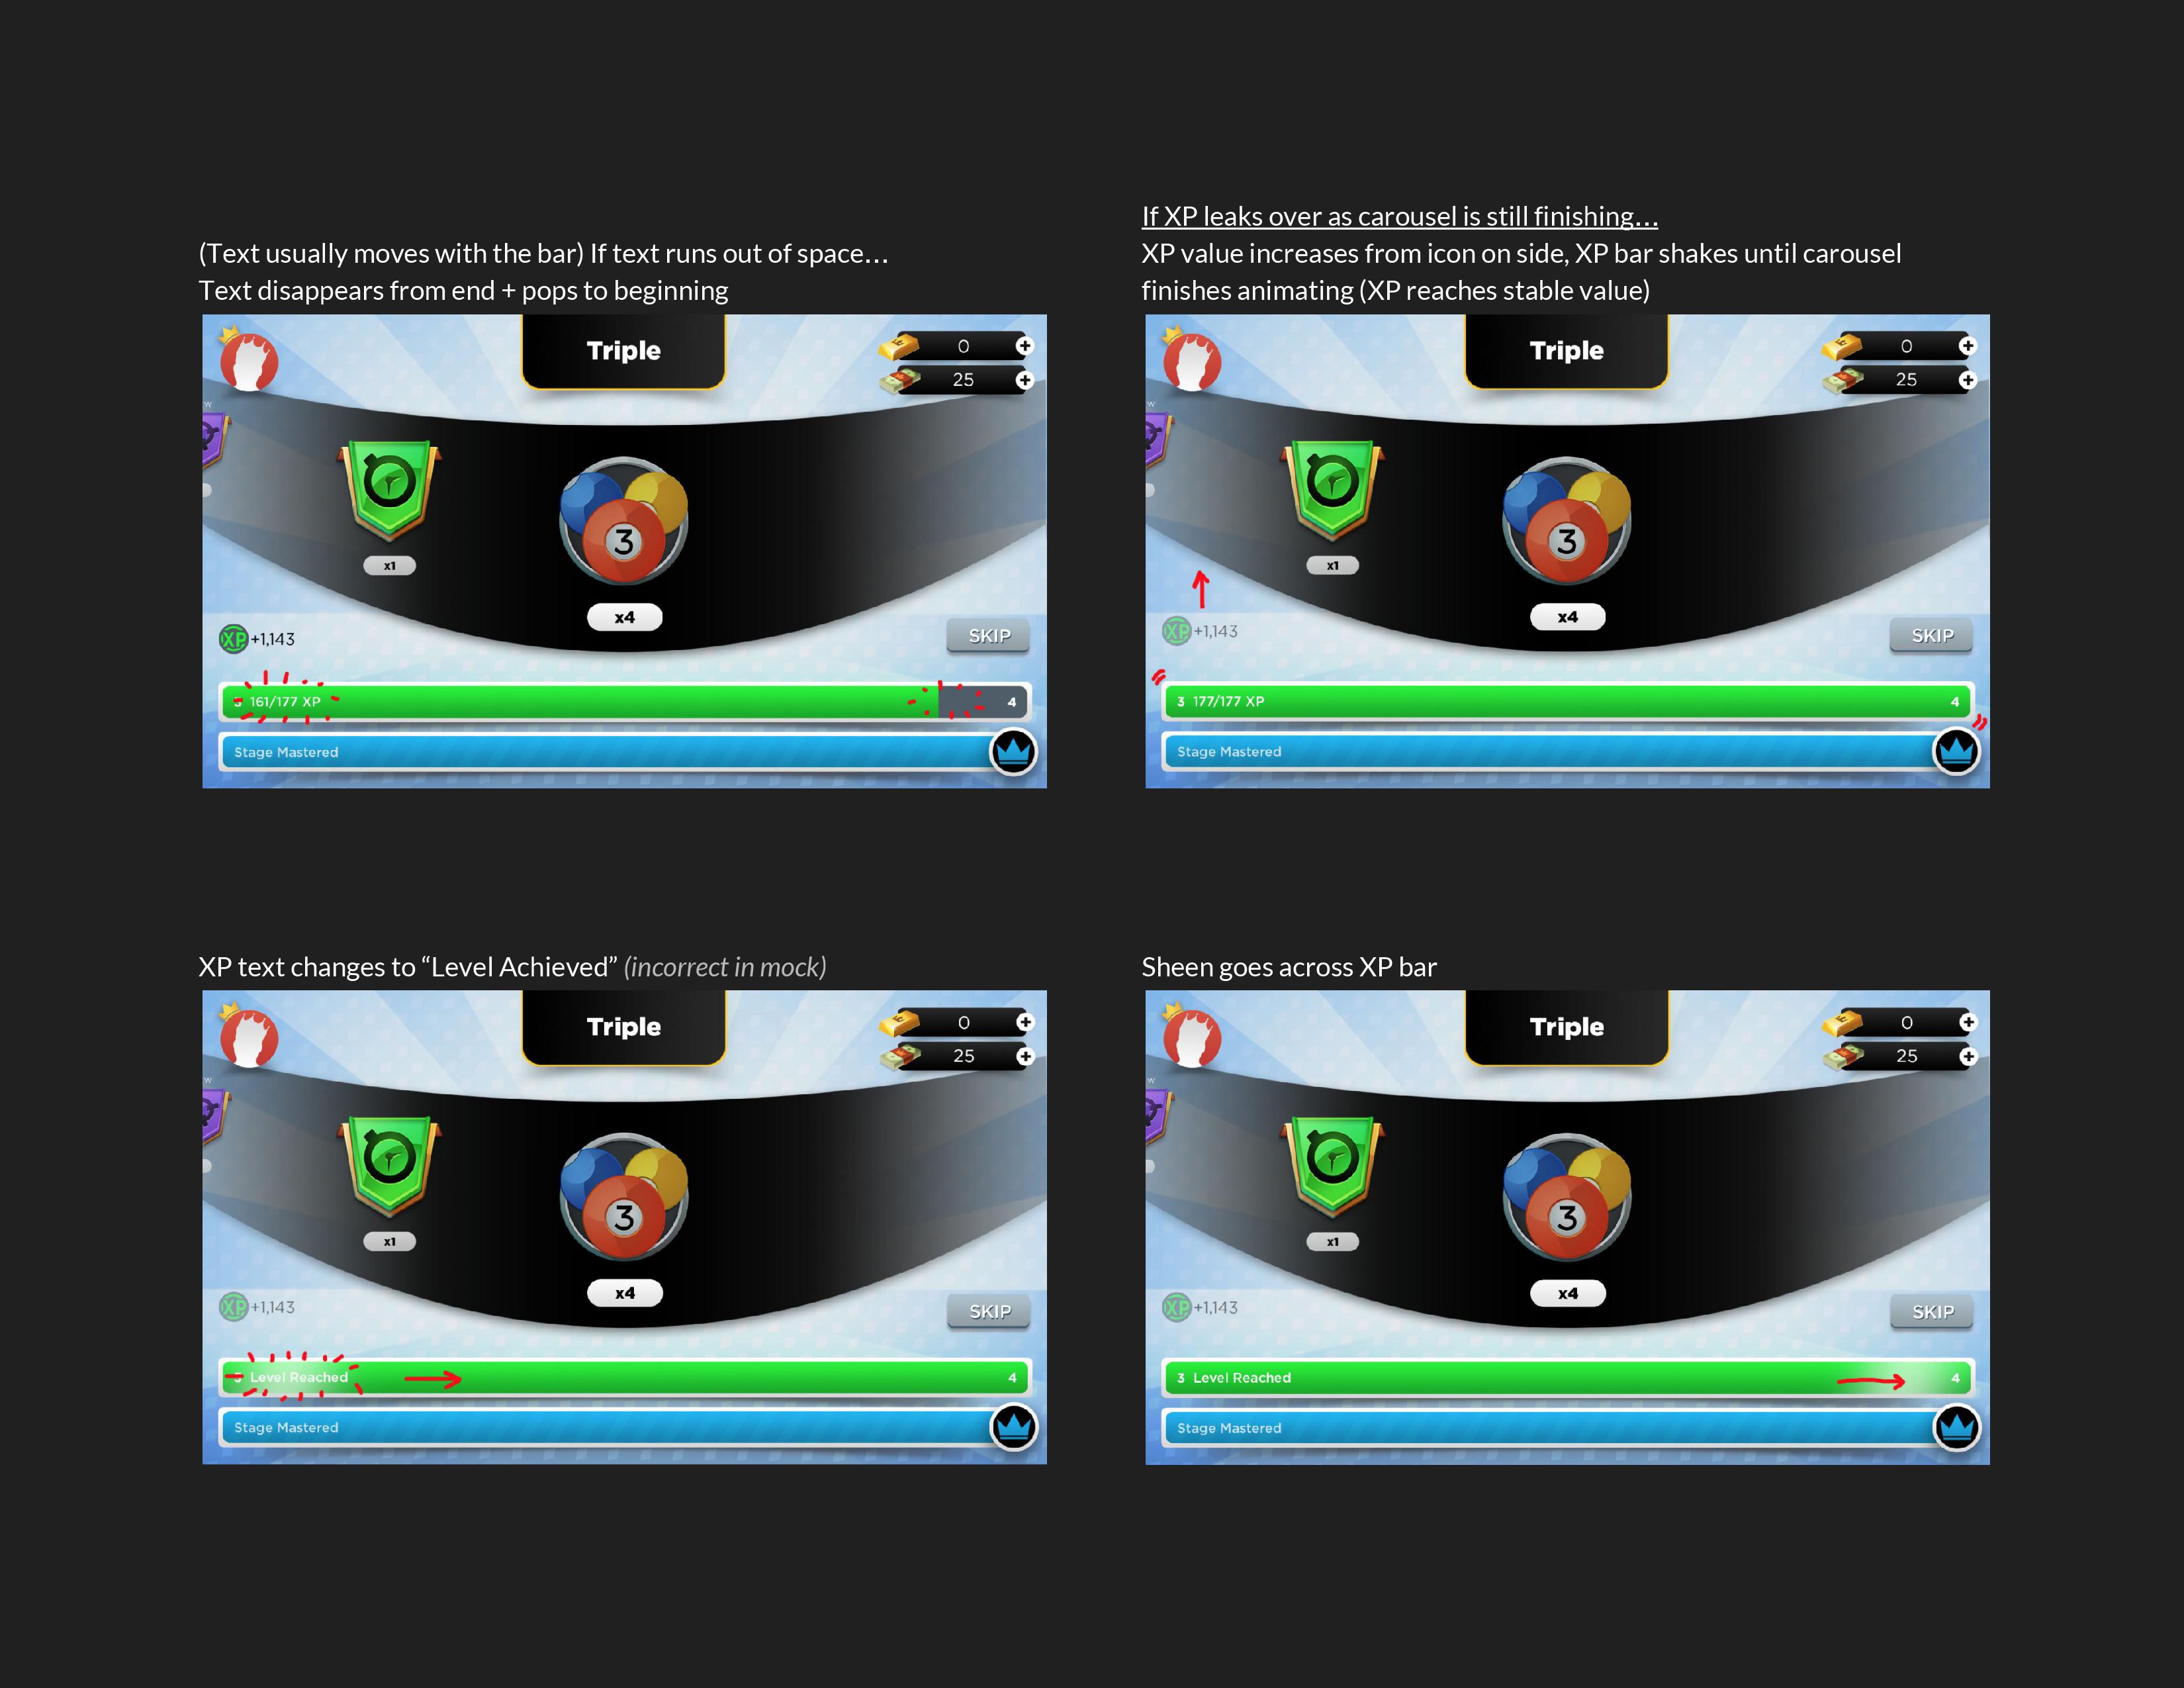 (Text usually moves with the bar) If text runs out of space…
Text disappears from end + pops to beginning
Triple
0
25
W
3
x1
x4
XP +1,143
SKIP
161/177 XP
4
Stage Mastered
If XP leaks over as carousel is still finishing…
XP value increases from icon on side, XP bar shakes until carousel
finishes animating (XP reaches stable value)
Triple
0
25
W
3
x1
x4
XP +1,143
SKIP
3 177/177 XP
4
Stage Mastered
XP text changes to “Level Achieved” (incorrect in mock)
Triple
0
25
W
3
x1
x4
XP +1,143
SKIP
Level Reached
4
Stage Mastered
Sheen goes across XP bar
Triple
0
25
W
3
x1
x4
XP +1,143
SKIP
3 Level Reached
4
Stage Mastered